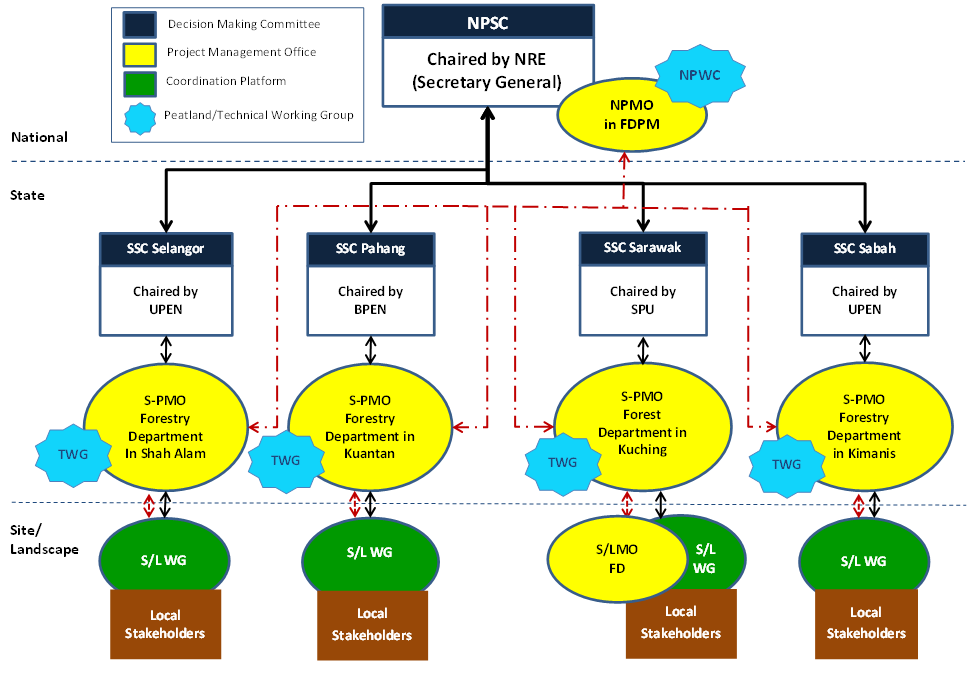 Decision Making Committee
Project Management Office
Coordination Platform
Peatland/Technical Working Group
NPSC
Chaired by NRE
(Secretary General)
NPWC
NPMO
in FDPM
National
State
SSC Selangor
Chaired by
UPEN
SSC Pahang
Chaired by
BPEN
SSC Sarawak
Chaired by
SPU
SSC Sabah
Chaired by
UPEN
S-PMO
Forestry
Department
In Shah Alam
TWG
S-PMO
Forestry
Department in
Kuantan
TWG
S-PMO
Forest
Department in
Kuching
TWG
S-PMO
Forestry
Department
in Kimanis
TWG
Site/
Landscape
S/L WG
Local
Stakeholders
S/L WG
Local
Stakeholders
S/LMO
FD
S/L
WG
Local
Stakeholders
S/L WG
Local
Stakeholders